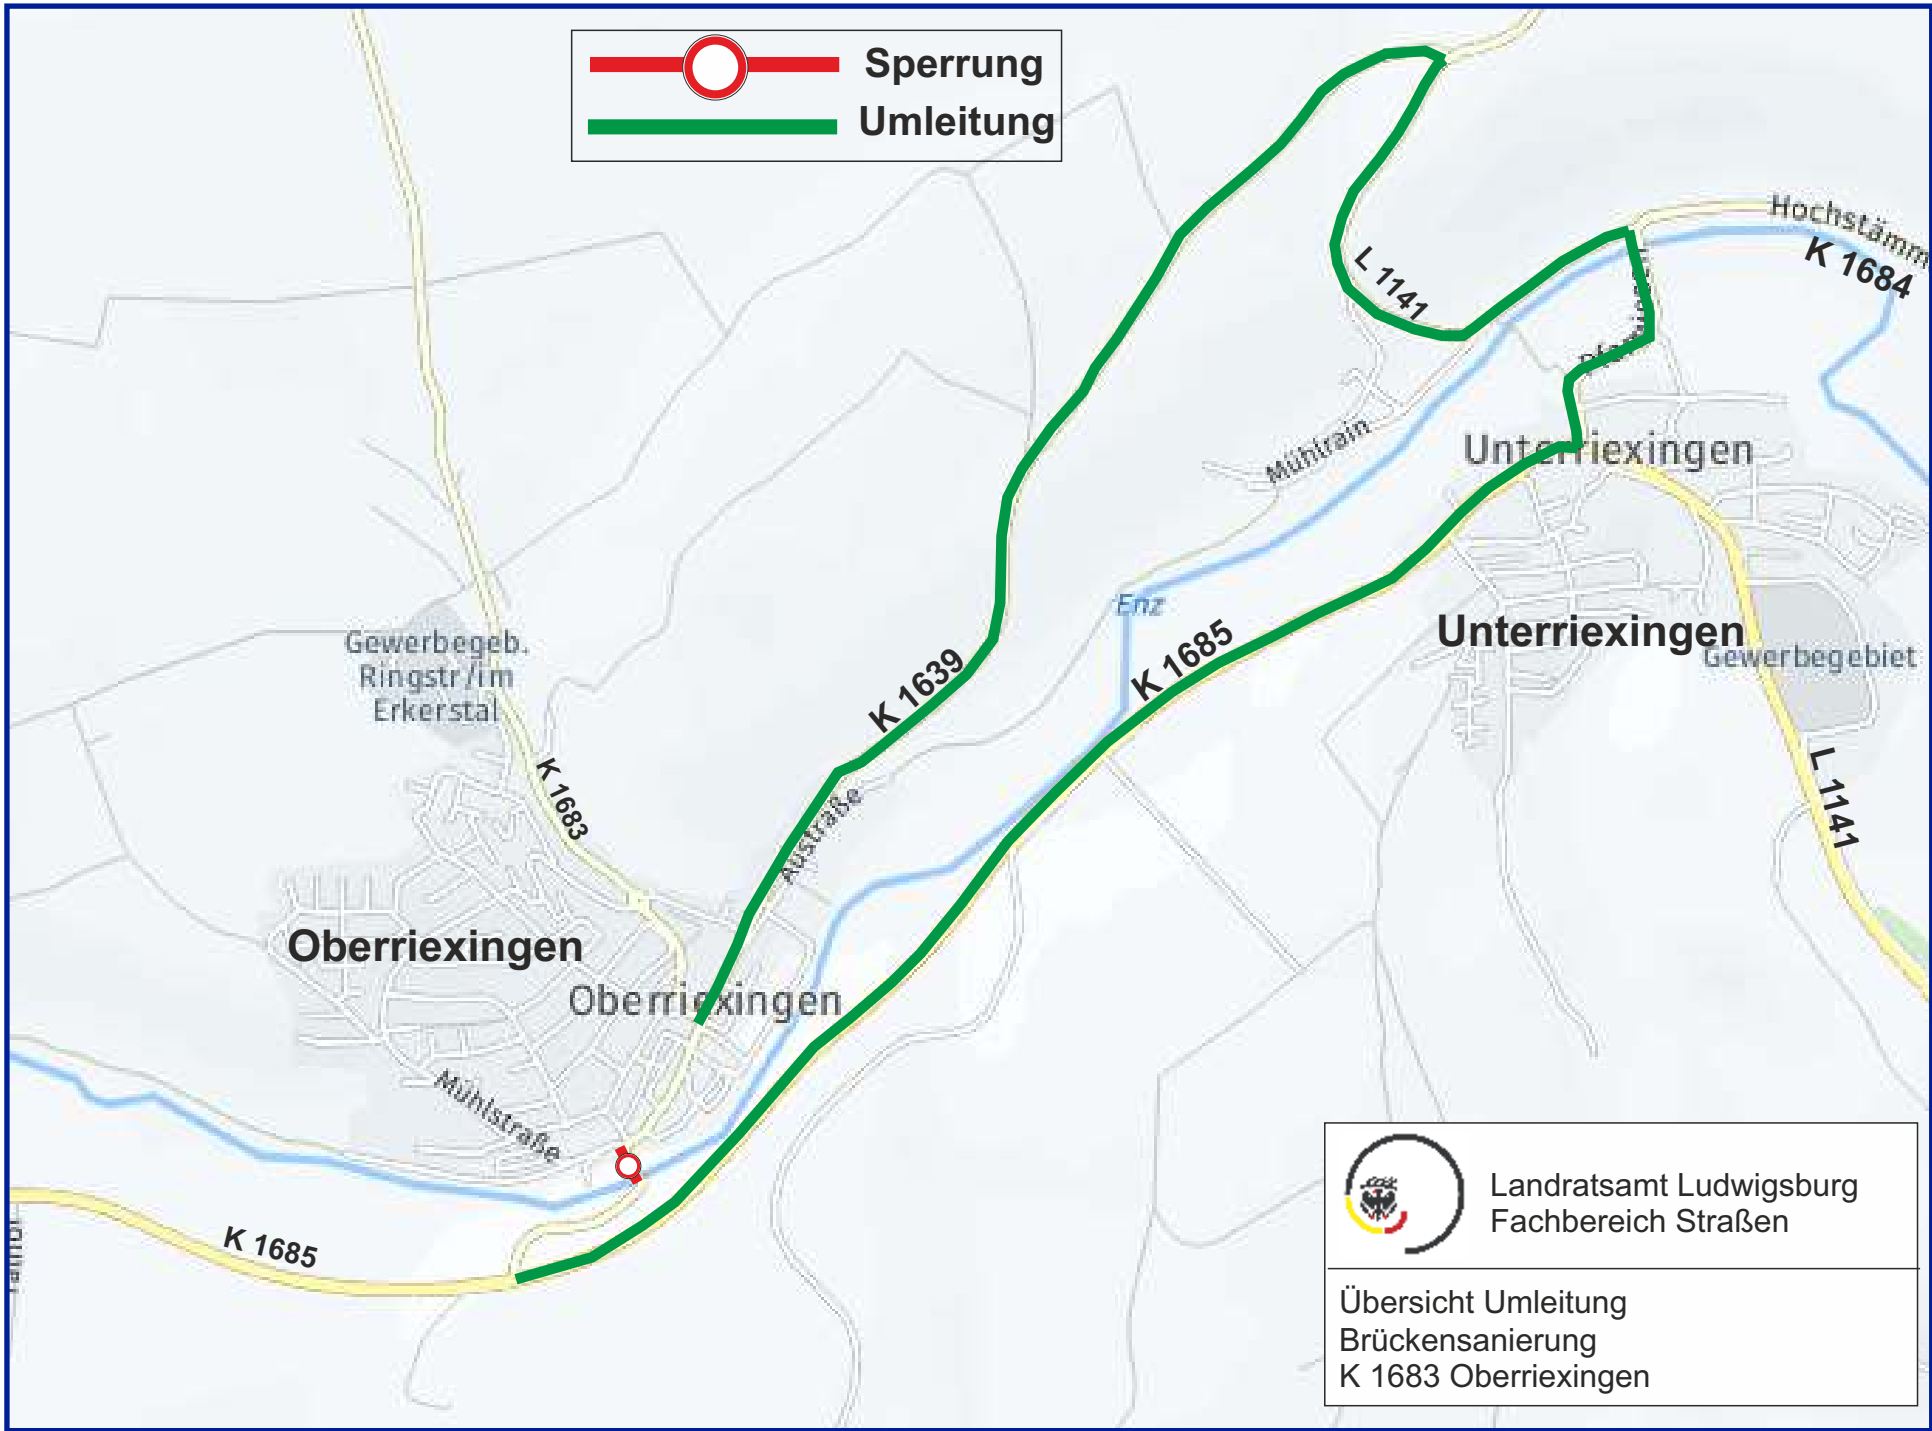 Sperrung
Umleitung
Hochstämm
K 1684
L 1141
Mühlrain
Unterriexingen
Enz
Unterriexingen
Gewerbegebiet
K 1685
Gewerbegeb.
Ringstr/im
Erkerstal
K 1639
K 1683
L 1141
Austraße
Oberriexingen
Oberriexingen
Mühlstraße
K 1685
Landratsamt Ludwigsburg
Fachbereich Straßen
Übersicht Umleitung
Brückensanierung
K 1683 Oberriexingen